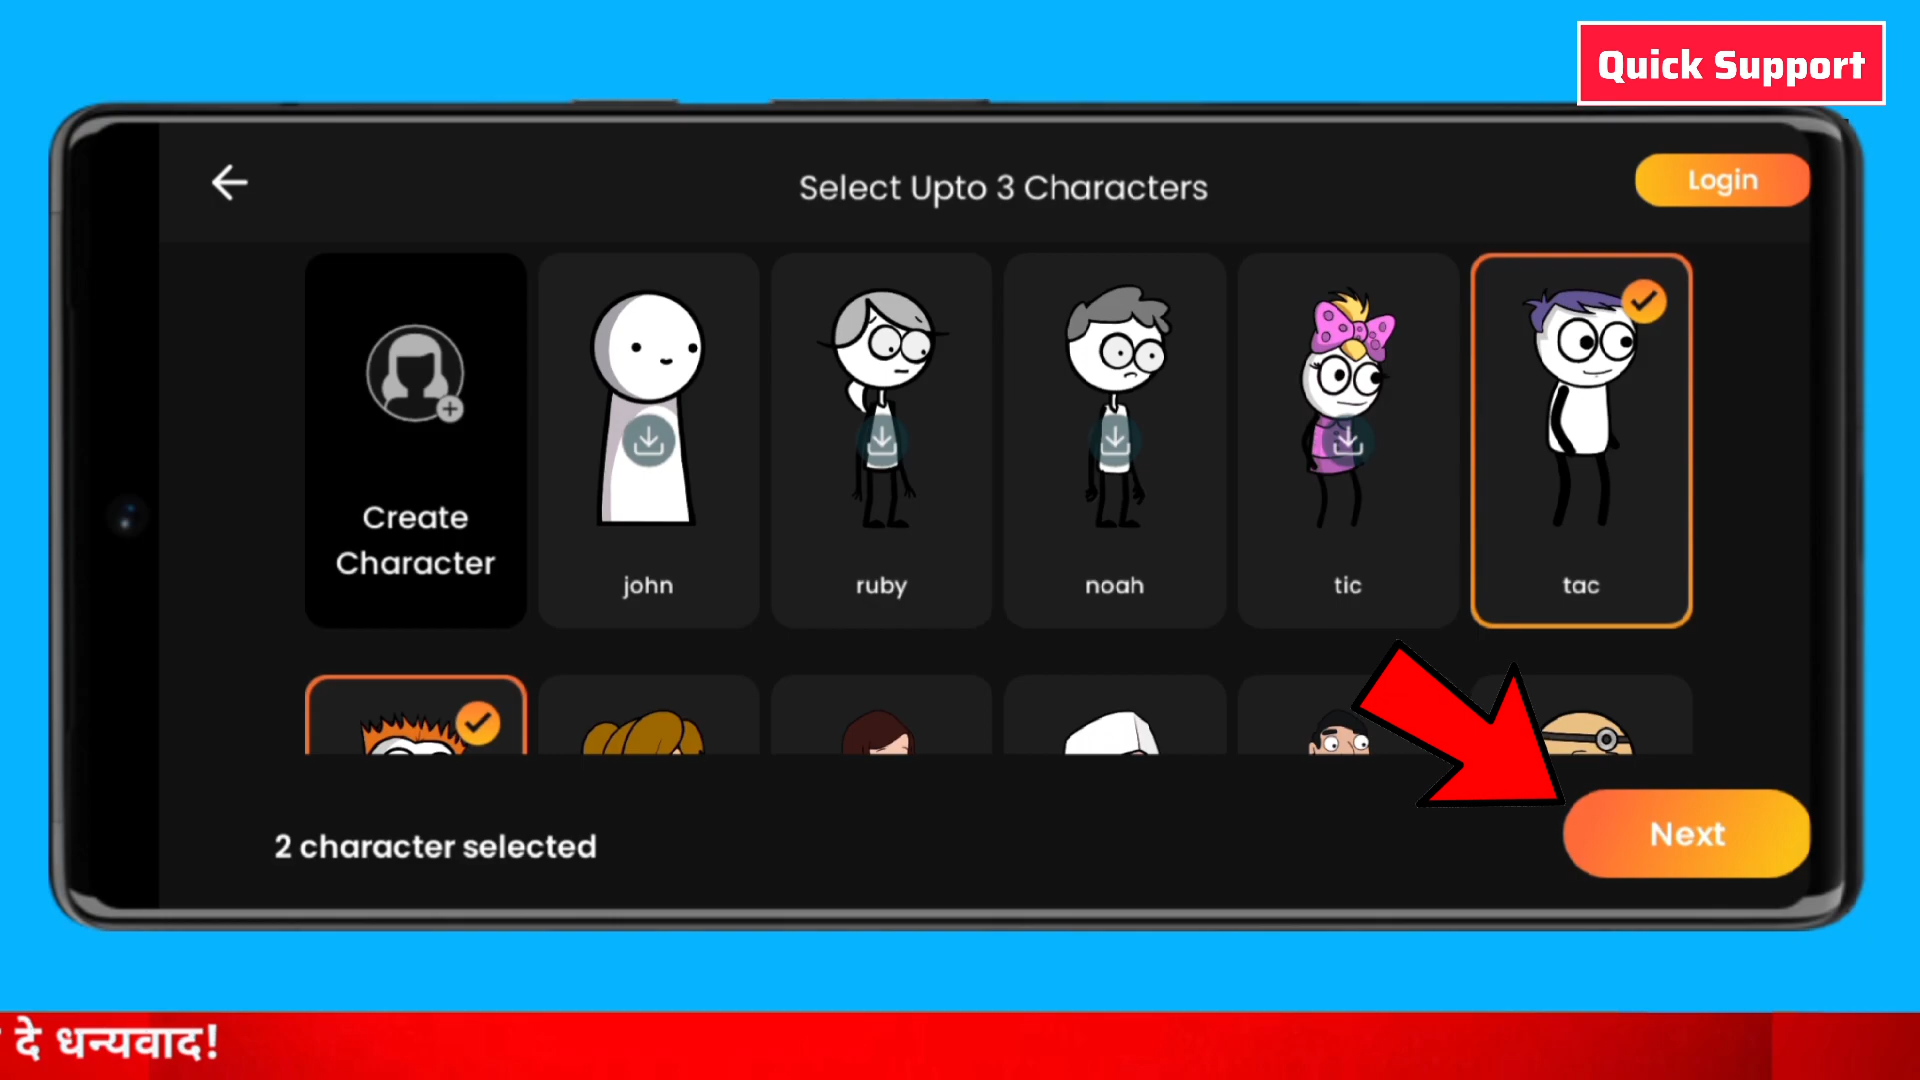 Quick Support
Select Upto 3 Characters
Login
Create
Character
john
ruby
noah
tic
tac
2 character selected
Next
दे धन्यवाद!